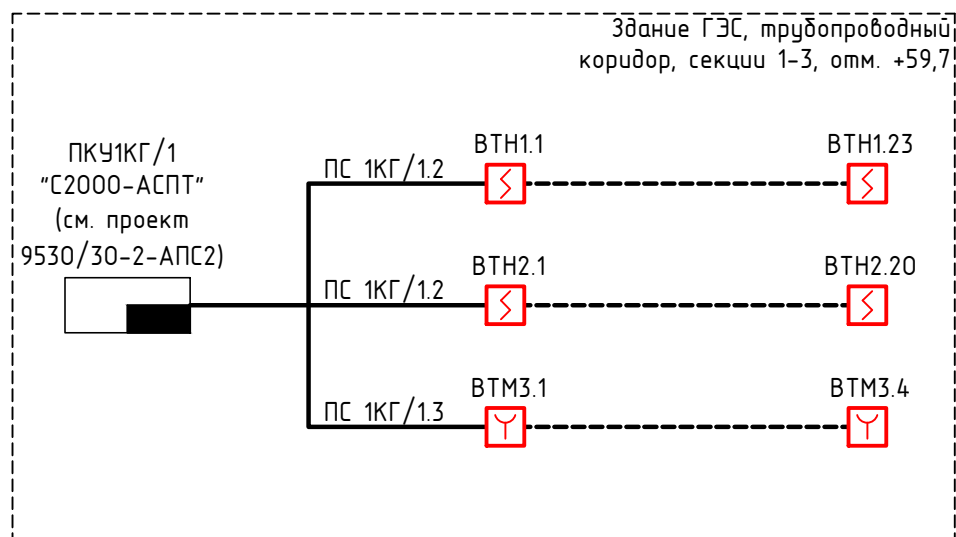 Здание ГЭС, трубопроводный
коридор, секции 1-3, отм. +59,7
ПКУ1КГ/1
"С2000-АСПТ"
(см. проект
9530/30-2-АПС2)
ПС 1КГ/1.2
ВТН1.1
ВТН1.23
ПС 1КГ/1.2
ВТН2.1
ВТН2.20
ПС 1КГ/1.3
ВТМ3.1
ВТМ3.4